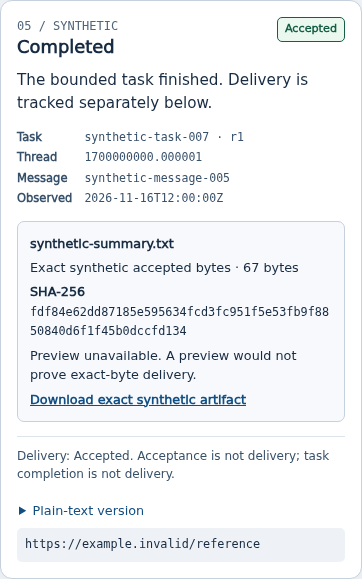 05 / SYNTHETIC
Accepted
Completed
The bounded task finished. Delivery is
tracked separately below.
Task synthetic-task-007 · r1
Thread 1700000000.000001
Message synthetic-message-005
Observed 2026-11-16T12:00:00Z
synthetic-summary.txt
Exact synthetic accepted bytes · 67 bytes
SHA-256
fdf84e62dd87185e595634fcd3fc951f5e53fb9f88
50840d6f1f45b0dccfd134
Preview unavailable. A preview would not
prove exact-byte delivery.
Download exact synthetic artifact
Delivery: Accepted. Acceptance is not delivery; task
completion is not delivery.
Plain-text version
https://example.invalid/reference